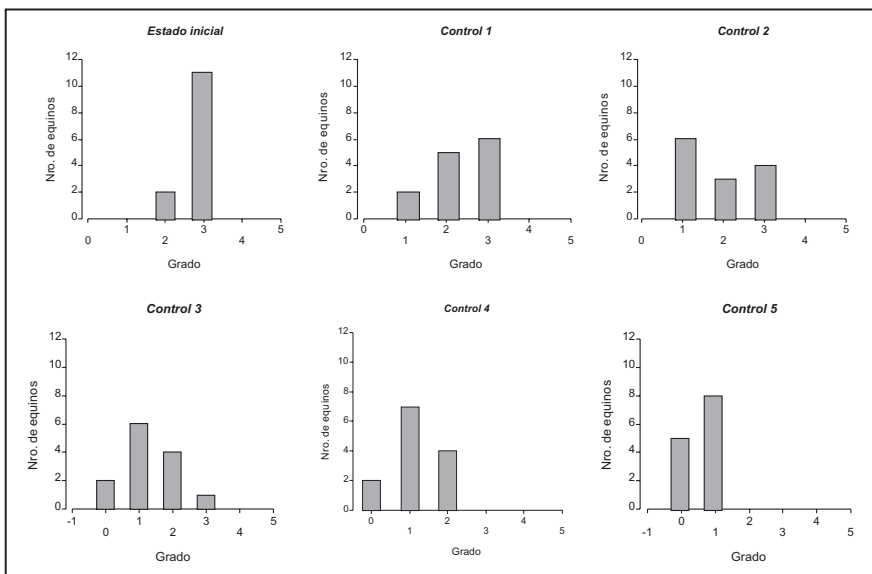 Estado inicial
12
10
8
6
4
2
0
Nro. de equinos
0 1 2 3 4 5
Grado
Control 1
12
10
8
6
4
2
0
Nro. de equinos
0 1 2 3 4 5
Grado
Control 2
12
10
8
6
4
2
0
Nro. de equinos
0 1 2 3 4 5
Grado
Control 3
12
10
8
6
4
2
0
Nro. de equinos
-1 0 1 2 3 4 5
Grado
Control 4
12
10
8
6
4
2
0
Nro. de equinos
0 1 2 3 4 5
Grado
Control 5
12
10
8
6
4
2
0
Nro. de equinos
-1 0 1 2 3 4 5
Grado